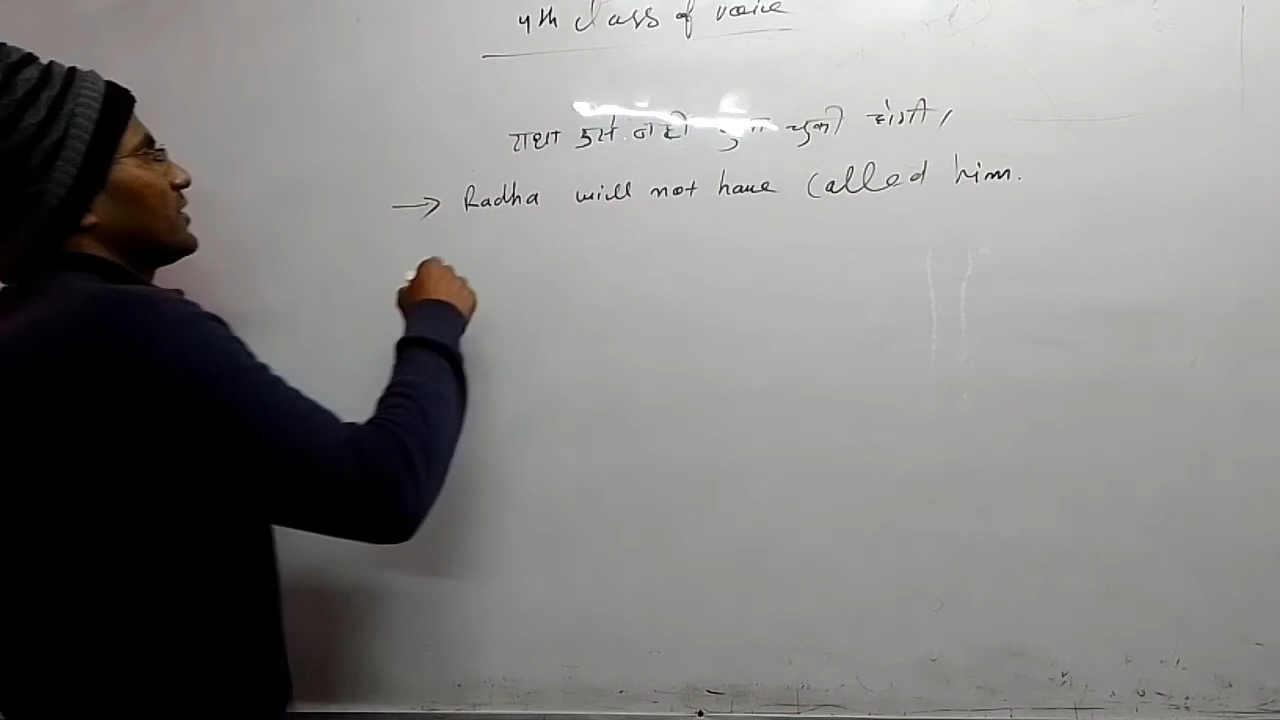 4th class of voice
राधा उसे नही चुकी होगी,
→ Radha will not have called him.